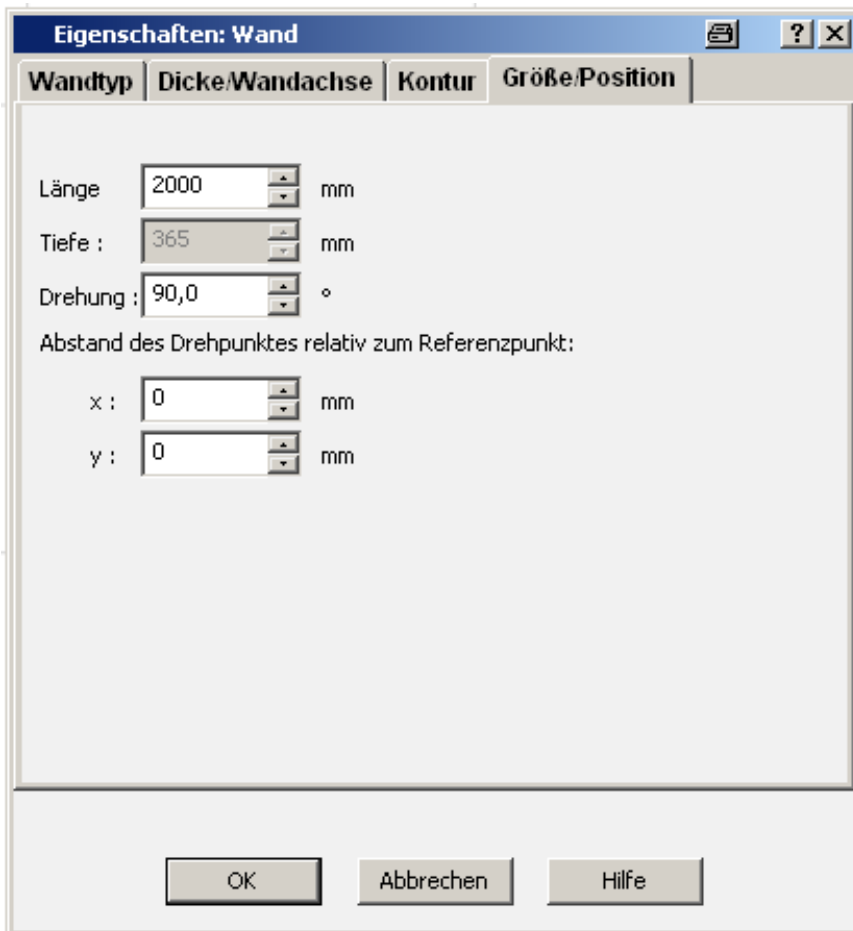 Eigenschaften: Wand ? X
Wandtyp Dicke/Wandachse Kontur Größe/Position
Länge 2000 mm
Tiefe : 365 mm
Drehung : 90,0 °
Abstand des Drehpunktes relativ zum Referenzpunkt:
x : 0 mm
y : 0 mm
OK Abbrechen Hilfe